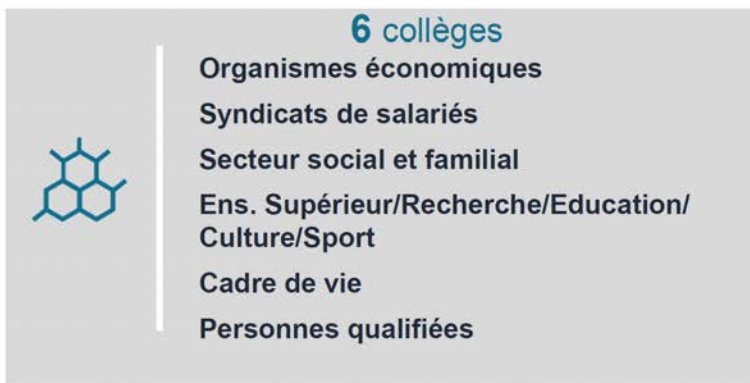 6 collèges
Organismes économiques
Syndicats de salariés
Secteur social et familial
Ens. Supérieur/Recherche/Education/
Culture/Sport
Cadre de vie
Personnes qualifiées